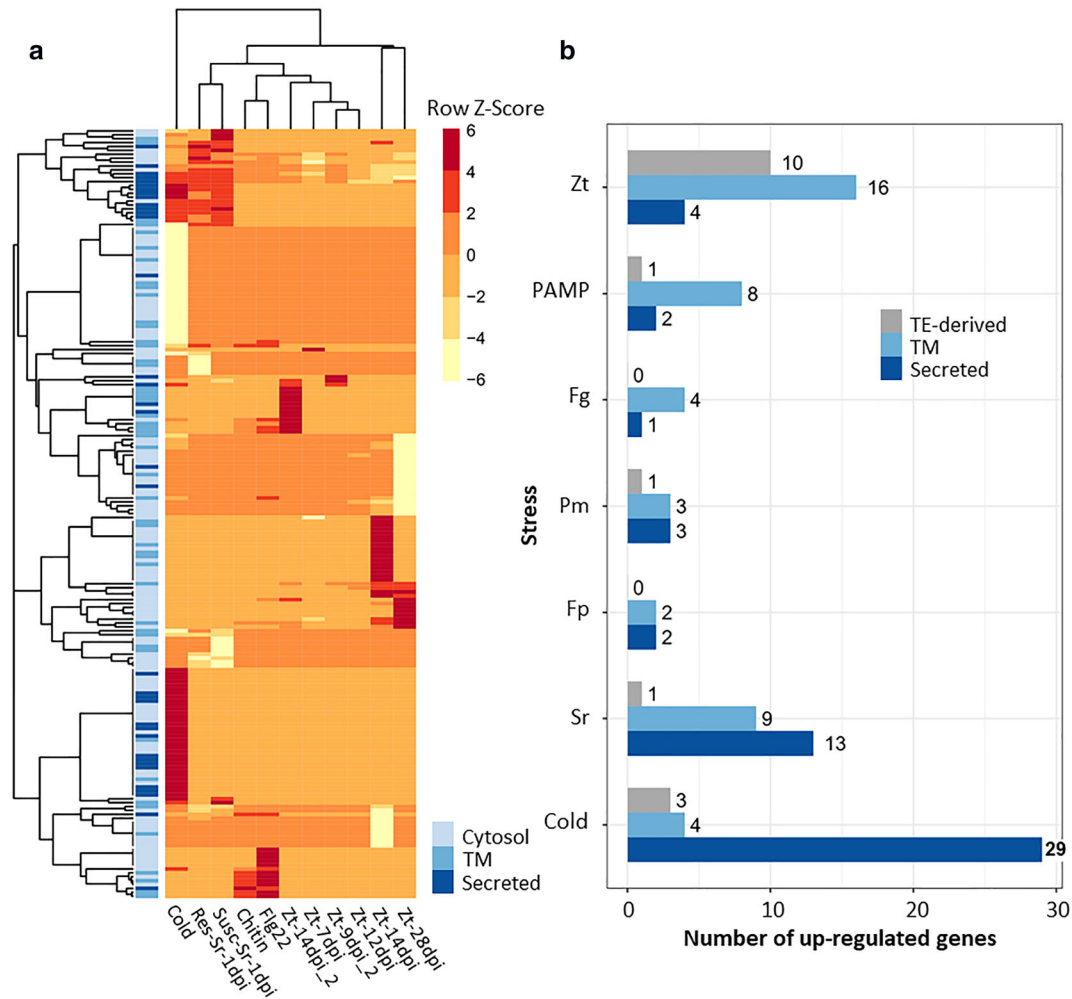 a
Row Z-Score
6
4
2
0
−2
−4
−6
Cytosol
TM
Secreted
Cold
Res-Sr-1dpi
Susc-Sr-1dpi
Chitin
Flg22
Zt-14dpi_2
Zt-7dpi
Zt-9dpi_2
Zt-12dpi
Zt-14dpi
Zt-28dpi
b
Stress
Zt
10
16
4
PAMP
1
8
2
TE-derived
TM
Secreted
Fg
0
4
1
Pm
1
3
3
Fp
0
2
2
Sr
1
9
13
Cold
3
4
29
0 10 20 30
Number of up-regulated genes